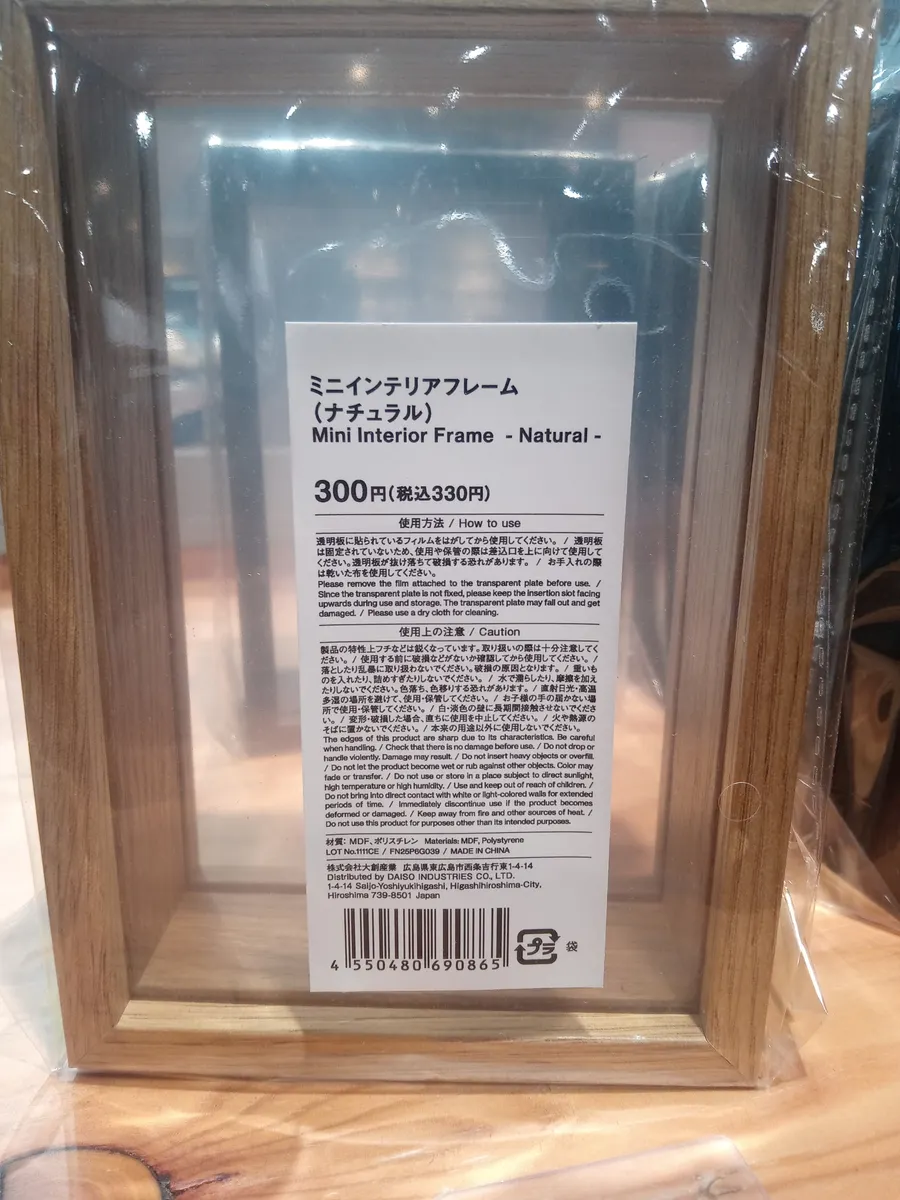 ミニインテリアフレーム
（ナチュラル）
Mini Interior Frame - Natural -
300円(税込330円)
使用方法 / How to use
透明板に貼られているフィルムをはがしてから使用してください。 / 透明板
は固定されていないため、使用や保管の際は差込口を上に向けて使用して
ください。透明板が抜け落ちて破損する恐れがあります。 / お手入れの際
は乾いた布を使用してください。
Please remove the film attached to the transparent plate before use. /
Since the transparent plate is not fixed, please keep the insertion slot facing
upwards during use and storage. The transparent plate may fall out and get
damaged. / Please use a dry cloth for cleaning.
使用上の注意 / Caution
製品の特性上フチなどは鋭くなっています。取り扱いの際は十分注意してく
ださい。 / 使用する前に破損などがないか確認してから使用してください。 /
落としたり乱暴に取り扱わないでください。破損の原因となります。 / 重いも
のを入れたり、詰めすぎたりしないでください。 / 水で濡らしたり、摩擦を加え
たりしないでください。色落ち、色移りする恐れがあります。 / 直射日光・高温
多湿の場所を避けて、使用・保管してください。 / お子様の手の届かない場
所で使用・保管してください。 / 白・淡色の壁に長期間接触させないでくださ
い。 / 変形・破損した場合、直ちに使用を中止してください。 / 火や熱源の
そばに置かないでください。 / 本来の用途以外に使用しないでください。
The edges of this product are sharp due to its characteristics. Be careful
when handling. / Check that there is no damage before use. / Do not drop or
handle violently. Damage may result. / Do not insert heavy objects or overfill.
/ Do not let the product become wet or rub against other objects. Color may
fade or transfer. / Do not use or store in a place subject to direct sunlight,
high temperature or high humidity. / Use and keep out of reach of children. /
Do not bring into direct contact with white or light-colored walls for extended
periods of time. / Immediately discontinue use if the product becomes
deformed or damaged. / Keep away from fire and other sources of heat. /
Do not use this product for purposes other than its intended purposes.
材質：MDF、ポリスチレン Materials: MDF, Polystyrene
LOT No.1111CE / FN25P6G039 / MADE IN CHINA
株式会社大創産業 広島県東広島市西条吉行東1-4-14
Distributed by DAISO INDUSTRIES CO., LTD.
1-4-14 Saijo-Yoshiyukihigashi, Higashihiroshima-City,
Hiroshima 739-8501 Japan
4 550480 690865
プラ 袋